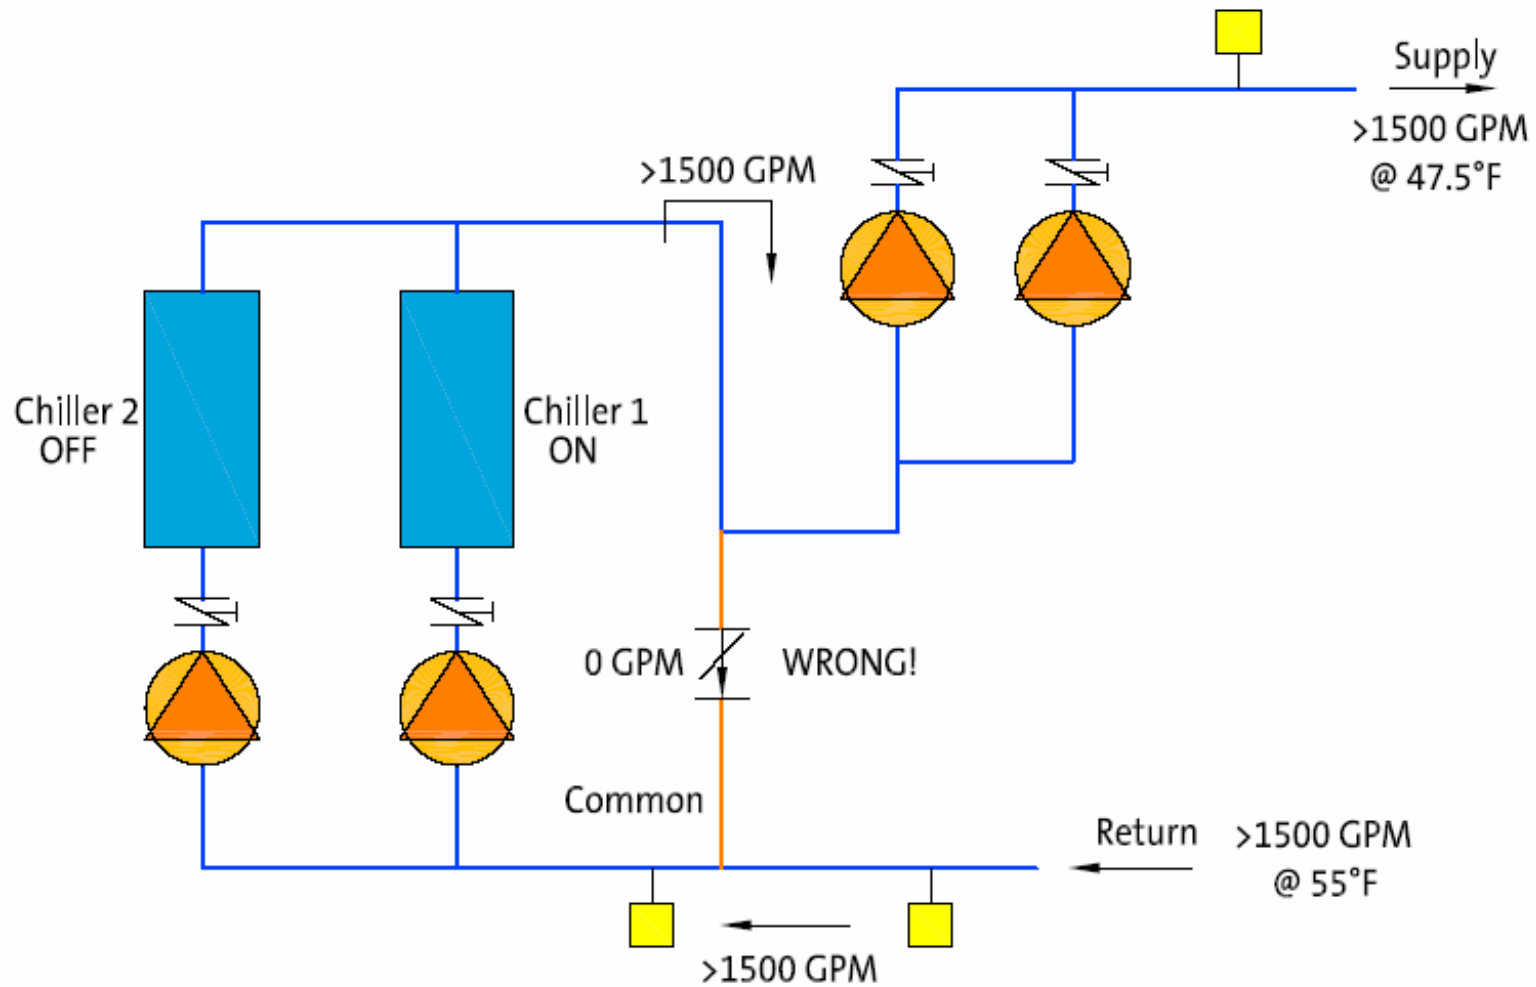 Supply
>1500 GPM
@ 47.5°F
>1500 GPM
Chiller 2
OFF
Chiller 1
ON
0 GPM
WRONG!
Common
Return
>1500 GPM
@ 55°F
>1500 GPM